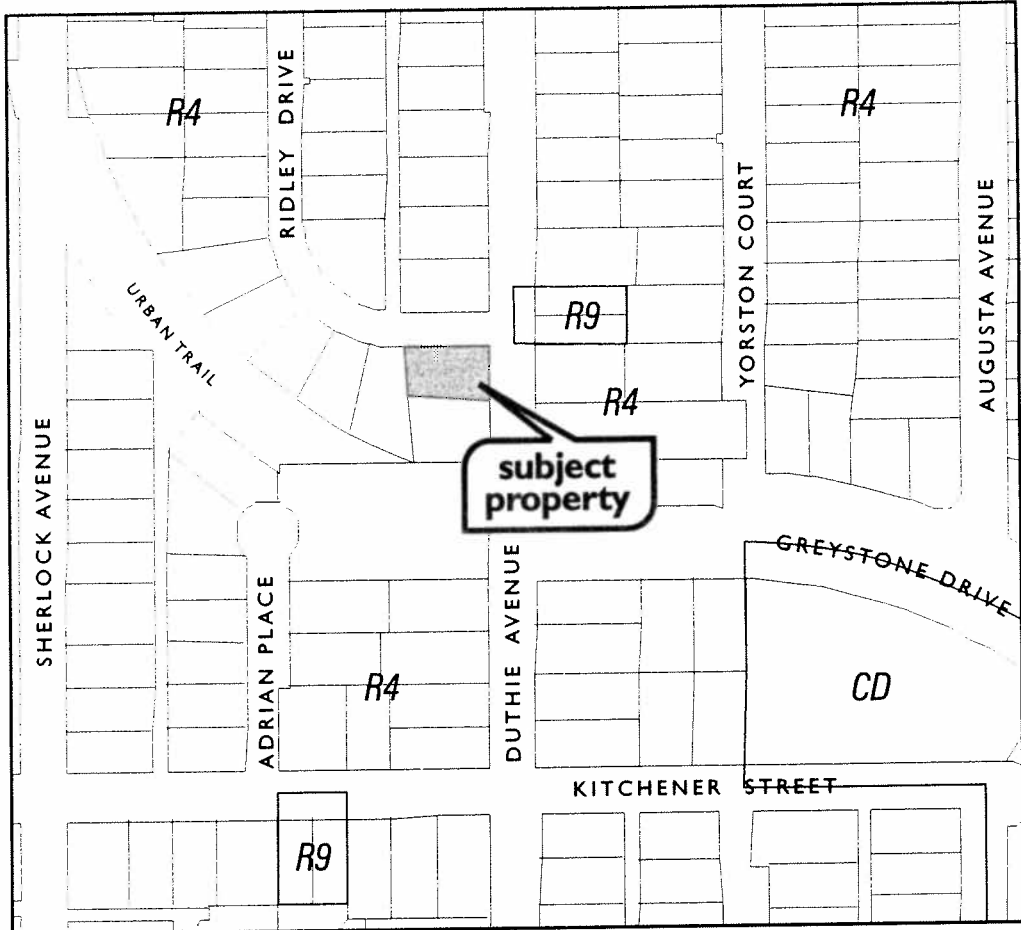 R4
RIDLEY DRIVE
R4
YORSTON COURT
AUGUSTA AVENUE
URBAN TRAIL
R9
R4
SHERLOCK AVENUE
subject
property
GREYSTONE DRIVE
ADRIAN PLACE
DUTHIE AVENUE
R4
CD
KITCHENER STREET
R9